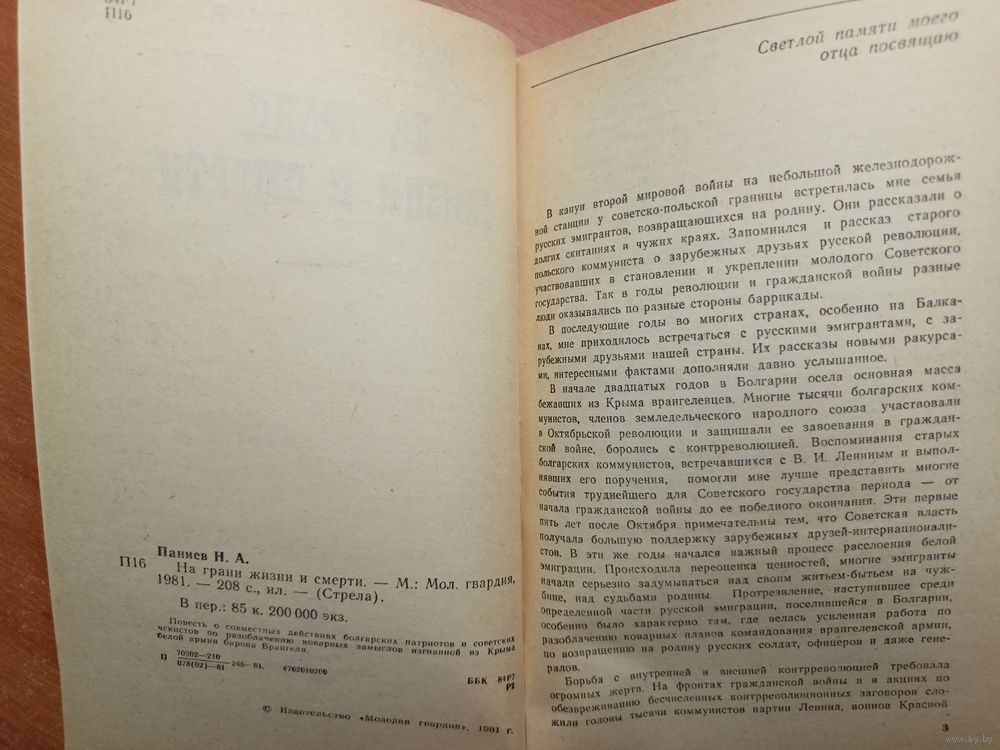 84Р7
П16
Паниев Н. А.
П16 На грани жизни и смерти. — М.: Мол. гвардия,
1981. — 208 с., ил. — (Стрела).
В пер.: 85 к. 200 000 экз.
Повесть о совместных действиях болгарских патриотов и советских
чекистов по разоблачению коварных замыслов изгнанной из Крыма
белой армии барона Врангеля.
П 70302—210
078(02)—81 246—81. 4702010200
ББК 84Р7
Р2
© Издательство «Молодая гвардия», 1981 г.
Светлой памяти моего
отца посвящаю
В канун второй мировой войны на небольшой железнодорож-
ной станции у советско-польской границы встретилась мне семья
русских эмигрантов, возвращающихся на родину. Они рассказали о
долгих скитаниях в чужих краях. Запомнился и рассказ старого
польского коммуниста о зарубежных друзьях русской революции,
участвовавших в становлении и укреплении молодого Советского
государства. Так в годы революции и гражданской войны разные
люди оказывались по разные стороны баррикады.
В последующие годы во многих странах, особенно на Балка-
нах, мне приходилось встречаться с русскими эмигрантами, с за-
рубежными друзьями нашей страны. Их рассказы новыми ракурса-
ми, интересными фактами дополняли давно услышанное.
В начале двадцатых годов в Болгарии осела основная масса
бежавших из Крыма врангелевцев. Многие тысячи болгарских ком-
мунистов, членов земледельческого народного союза участвовали
в Октябрьской революции и защищали ее завоевания в граждан-
ской войне, боролись с контрреволюцией. Воспоминания старых
болгарских коммунистов, встречавшихся с В. И. Лениным и выпол-
нявших его поручения, помогли мне лучше представить многие
события труднейшего для Советского государства периода — от
начала гражданской войны до ее победного окончания. Эти первые
пять лет после Октября примечательны тем, что Советская власть
получала большую поддержку зарубежных друзей-интернационали-
стов. В эти же годы начался важный процесс расслоения белой
эмиграции. Происходила переоценка ценностей, многие эмигранты
начали серьезно задумываться над своим житьем-бытьем на чуж-
бине, над судьбами родины Протрезвление, наступившее среди
определенной части русской эмиграции, поселившейся в Болгарии,
особенно было характерно там, где велась усиленная работа по
разоблачению коварных планов командования врангелевской армии,
по возвращению на родину русских солдат, офицеров и даже гене-
ралов.
Борьба с внутренней и внешней контрреволюцией требовала
огромных жертв. На фронтах гражданской войны и в акциях по
обезвреживанию бесчисленных контрреволюционных заговоров сло-
жили головы тысячи коммунистов партии Ленина, воинов Красной
3
www.ay.by